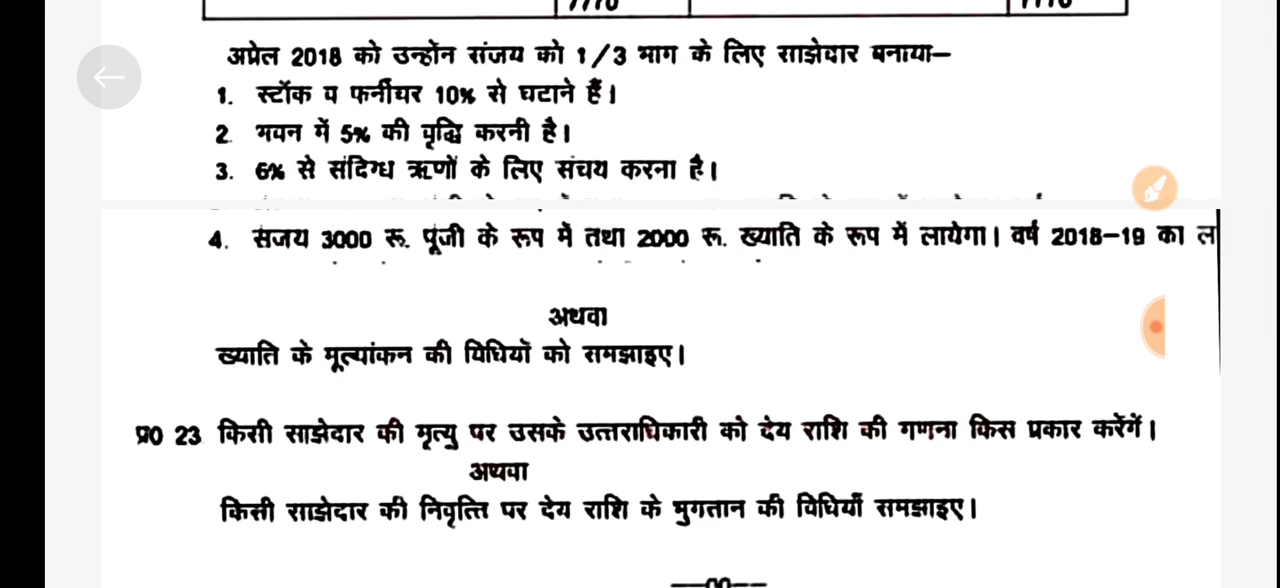 अप्रेल 2018 को उन्होंन संजय को 1/3 भाग के लिए साझेदार बनाया—
1. स्टॉक व फर्नीचर 10% से घटाने हैं।
2 भवन में 5% की वृद्धि करनी है।
3. 6% से संदिग्ध ऋणों के लिए संचय करना है।
4. संजय 3000 रू. पूंजी के रूप में तथा 2000 रू. ख्याति के रूप में लायेगा। वर्ष 2018-19 का
अथवा
ख्याति के मूल्यांकन की विधियों को समझाइए।
प्र0 23 किसी साझेदार की मृत्यु पर उसके उत्तराधिकारी को देय राशि की गणना किस प्रकार करेंगें।
अथवा
किसी साझेदार की निवृत्ति पर देय राशि के भुगतान की विधियाँ समझाइए।